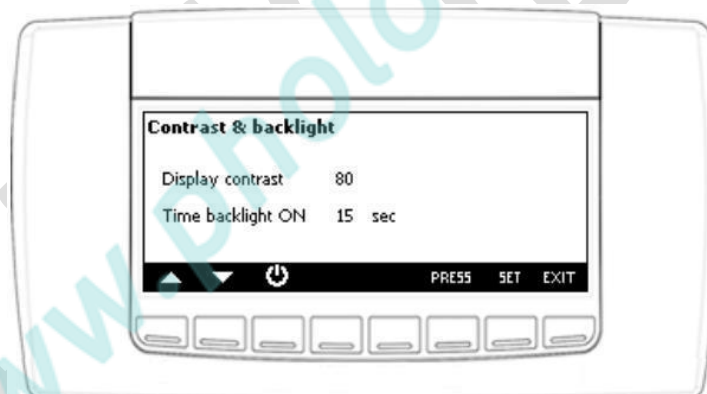 Contrast & backlight
Display contrast 80
Time backlight ON 15 sec
PRESS SET EXIT